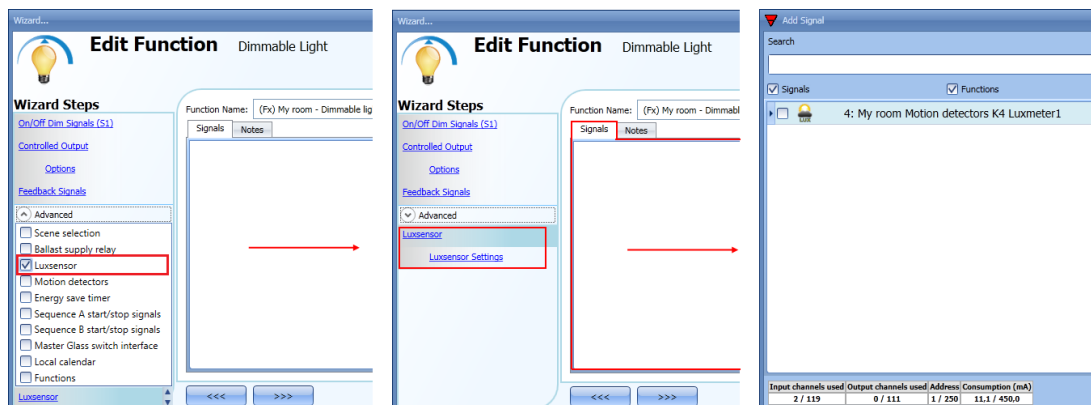 Wizard...
Edit Function Dimmable Light
Wizard Steps
On/Off Dim Signals (S1)
Controlled Output
Options
Feedback Signals
Advanced
Scene selection
Ballast supply relay
Luxsensor
Motion detectors
Energy save timer
Sequence A start/stop signals
Sequence B start/stop signals
Master Glass switch interface
Local calendar
Functions
Luxsensor
Function Name: (Fx) My room - Dimmable lig
Signals Notes
<<< >>>
Wizard...
Edit Function Dimmable Light
Wizard Steps
On/Off Dim Signals (S1)
Controlled Output
Options
Feedback Signals
Advanced
Luxsensor
Luxsensor Settings
Function Name: (Fx) My room - Dimmabl
Signals Notes
<<< >>>
Add Signal
Search
Signals Functions
4: My room Motion detectors K4 Luxmeter1
Input channels used Output channels used Address Consumption (mA)
2 / 119 0 / 111 1 / 250 11,1 / 450,0